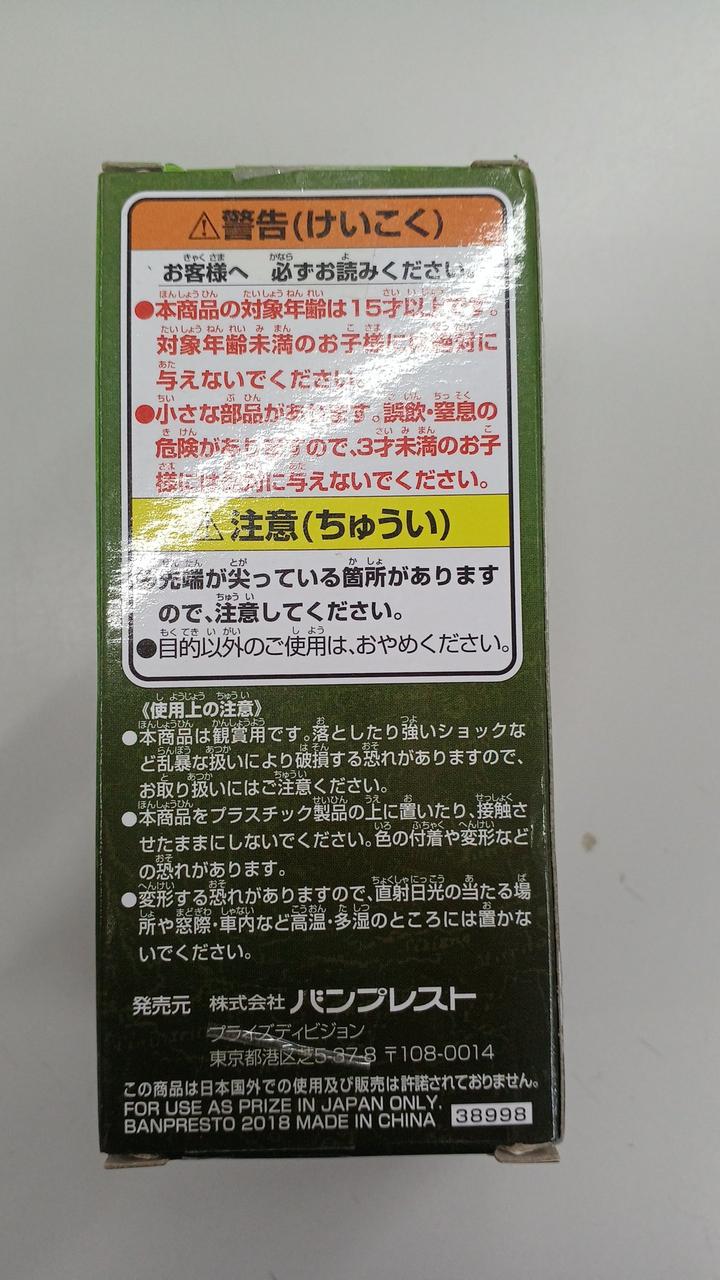 ⚠警告(けいこく)
お客様へ 必ずお読みください。
●本商品の対象年齢は15才以上です。
対象年齢未満のお子様には絶対に
与えないでください。
●小さな部品があります。誤飲・窒息の
危険がありますので、3才未満のお子
様には絶対に与えないでください。
⚠注意(ちゅうい)
●先端が尖っている箇所があります
ので、注意してください。
●目的以外のご使用は、おやめください。
《使用上の注意》
●本商品は観賞用です。落としたり強いショックな
ど乱暴な扱いにより破損する恐れがありますので、
お取り扱いにはご注意ください。
●本商品をプラスチック製品の上に置いたり、接触さ
せたままにしないでください。色の付着や変形など
の恐れがあります。
●変形する恐れがありますので、直射日光の当たる場
所や窓際・車内など高温・多湿のところには置かな
いでください。
発売元 株式会社 バンプレスト
プライズディビジョン
東京都港区芝5-37-8 〒108-0014
この商品は日本国外での使用及び販売は許諾されておりません。
FOR USE AS PRIZE IN JAPAN ONLY.
BANPRESTO 2018 MADE IN CHINA 38998